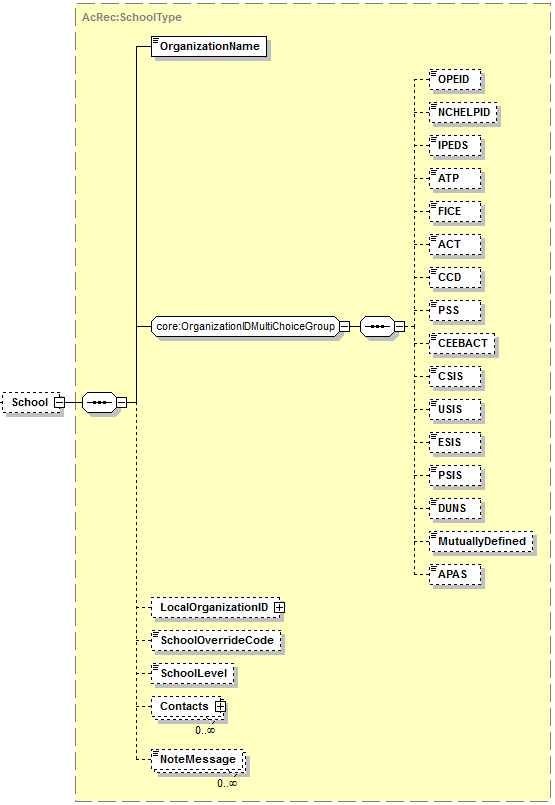 AcRec:SchoolType
OrganizationName
OPEID
NCHELPID
IPEDS
ATP
FICE
ACT
CCD
PSS
core:OrganizationIDMultiChoiceGroup
CEEBACT
CSIS
School
USIS
ESIS
PSIS
DUNS
MutuallyDefined
APAS
LocalOrganizationID
SchoolOverrideCode
SchoolLevel
Contacts
0..∞
NoteMessage
0..∞